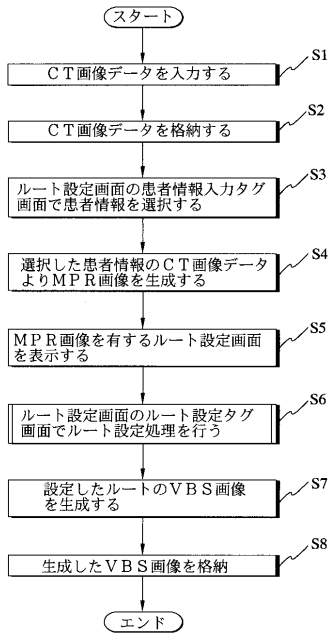 スタート
S1
CT画像データを入力する
S2
CT画像データを格納する
S3
ルート設定画面の患者情報入力タグ
画面で患者情報を選択する
S4
選択した患者情報のCT画像データ
よりMPR画像を生成する
S5
MPR画像を有するルート設定画面
を表示する
S6
ルート設定画面のルート設定タグ
画面でルート設定処理を行う
S7
設定したルートのVBS画像
を生成する
S8
生成したVBS画像を格納
エンド